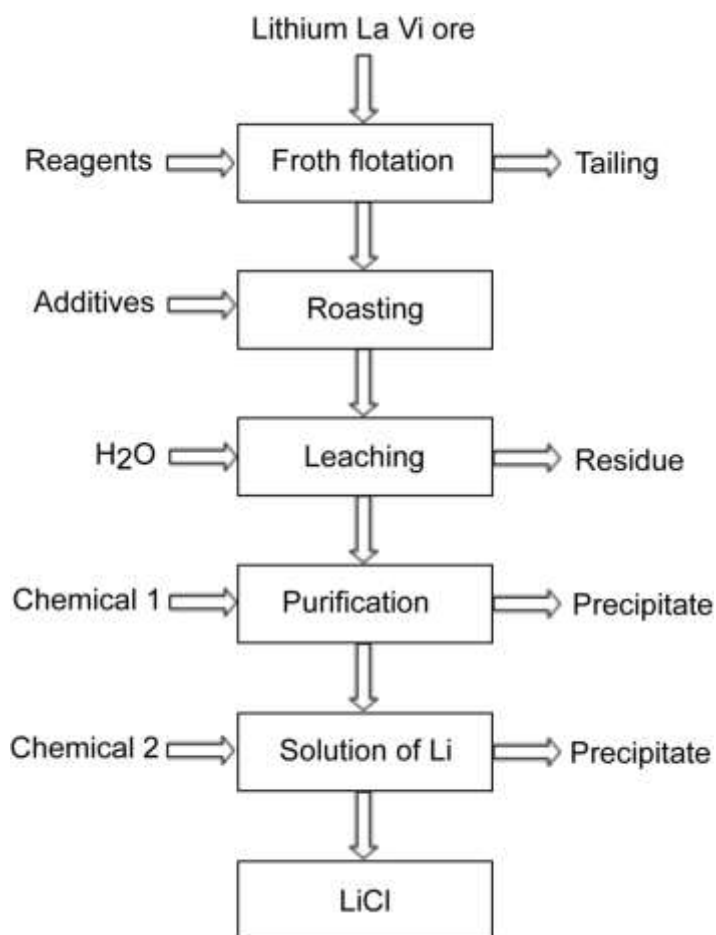 Lithium La Vi ore
Reagents Froth flotation Tailing
Additives Roasting
H2O Leaching Residue
Chemical 1 Purification Precipitate
Chemical 2 Solution of Li Precipitate
LiCl